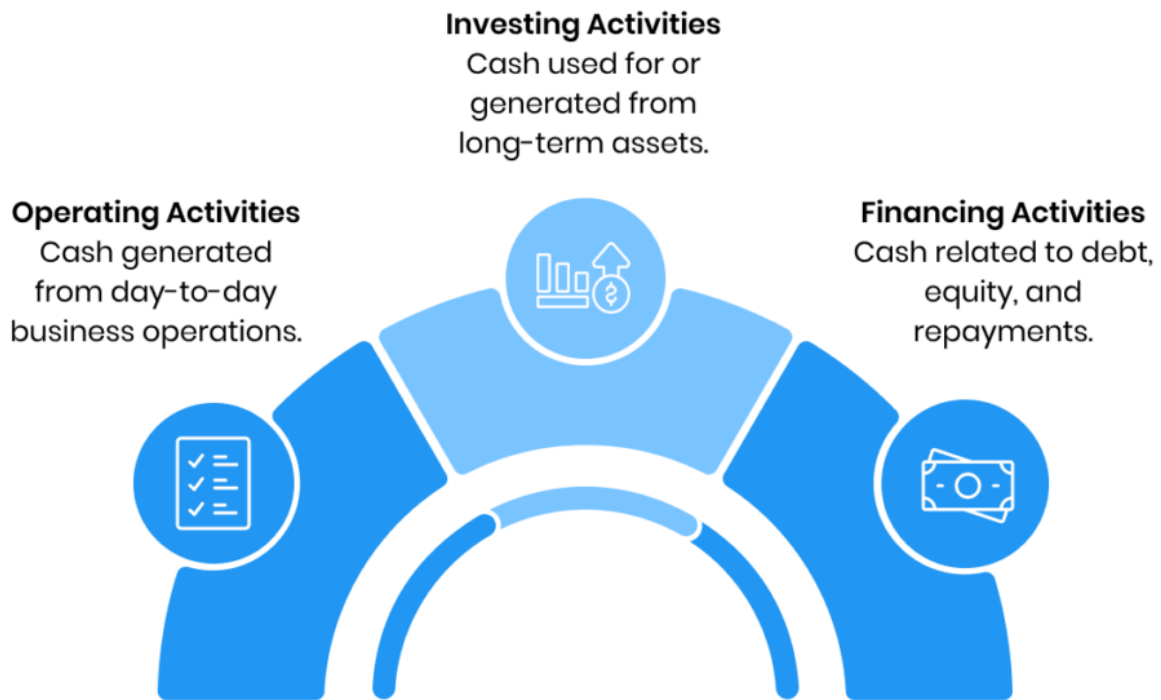 Investing Activities
Cash used for or
generated from
long-term assets.
Operating Activities
Cash generated
from day-to-day
business operations.
Financing Activities
Cash related to debt,
equity, and
repayments.